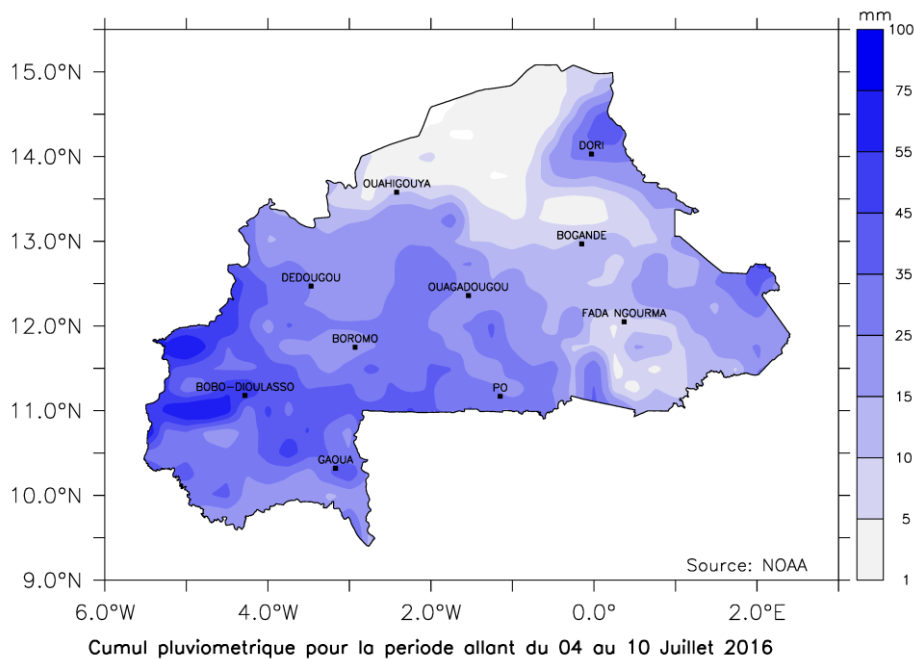 mm
100
75
55
45
35
25
15
10
5
1
15.0°N
14.0°N
13.0°N
12.0°N
11.0°N
10.0°N
9.0°N
DORI
OUAHIGOUYA
BOGANDE
DEDOUGOU
OUAGADOUGOU
FADA NGOURMA
BOROMO
BOBO-DIOULASSO
PO
GAOUA
Source: NOAA
6.0°W
4.0°W
2.0°W
0.0°
2.0°E
Cumul pluviometrique pour la periode allant du 04 au 10 Juillet 2016